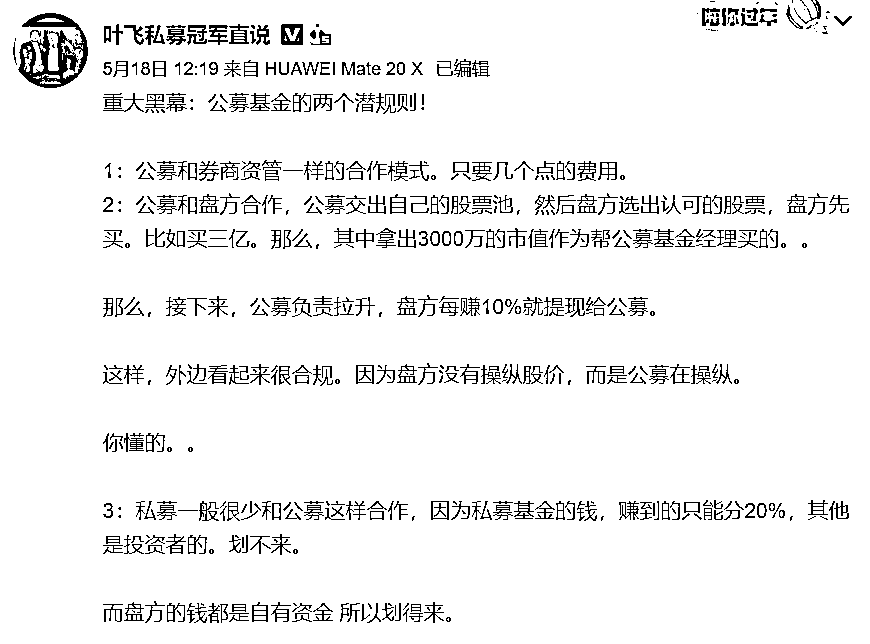 叶飞私募冠军直说
陪你过牛
5月18日 12:19 来自 HUAWEI Mate 20 X 已编辑
重大黑幕：公募基金的两个潜规则！
1：公募和券商资管一样的合作模式。只要几个点的费用。
2：公募和盘方合作，公募交出自己的股票池，然后盘方选出认可的股票，盘方先
买。比如买三亿。那么，其中拿出3000万的市值作为帮公募基金经理买的。。
那么，接下来，公募负责拉升，盘方每赚10%就提现给公募。
这样，外边看起来很合规。因为盘方没有操纵股价，而是公募在操纵。
你懂的。。
3：私募一般很少和公募这样合作，因为私募基金的钱，赚到的只能分20%，其他
是投资者的。划不来。
而盘方的钱都是自有资金 所以划得来。